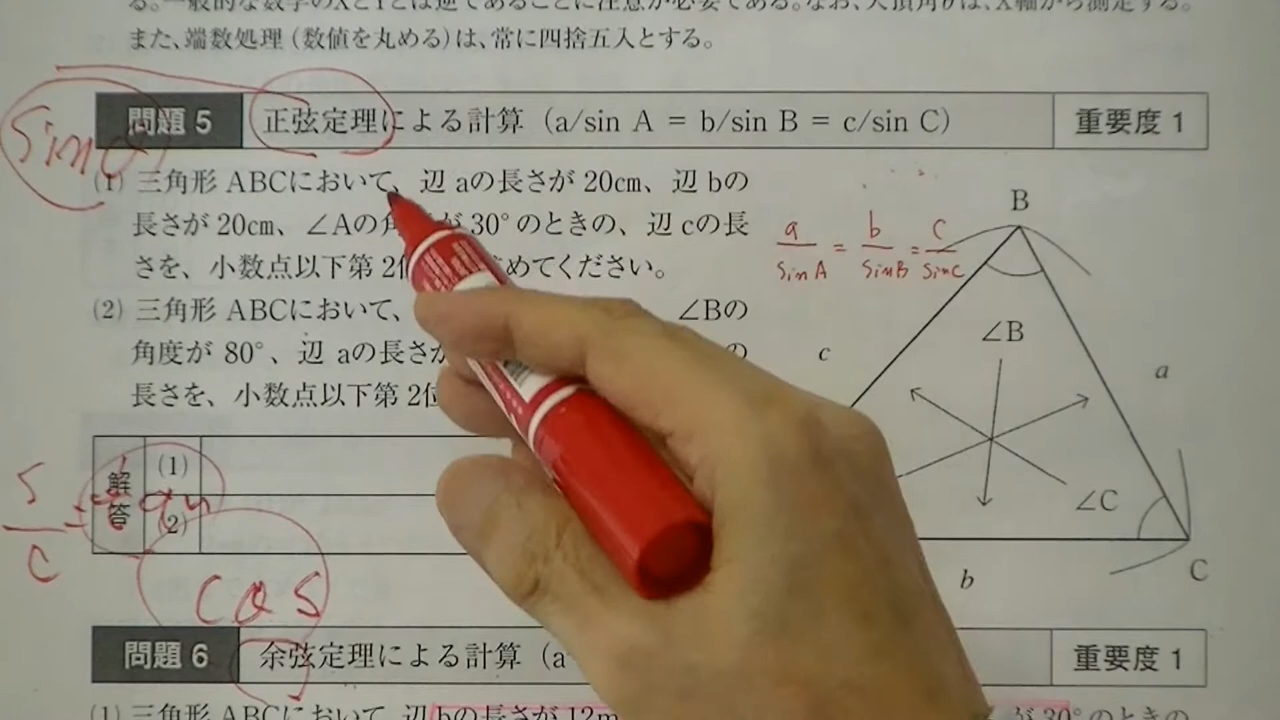 また、端数処理(数値を丸める)は、常に四捨五入とする。
問題 5 正弦定理による計算 (a/sin A = b/sin B = c/sin C) 重要度 1
sin
(1) 三角形 ABCにおいて、辺 aの長さが 20cm、辺 bの
長さが 20cm、∠Aの角 が 30°のときの、辺 cの長
さを、小数点以下第 2 めてください。
(2) 三角形 ABCにおいて、 ∠Bの
角度が 80°、辺 aの長さが の
長さを、小数点以下第 2位
a/sinA = b/sinB = c/sinC
B
∠B
c
a
∠C
b
C
解答
(1)
(2)
s/c = tan
cos
問題 6 余弦定理による計算 (a 重要度 1
(1) 三角形 ABCにおいて、辺 bの長さが 12m が 30°のときの